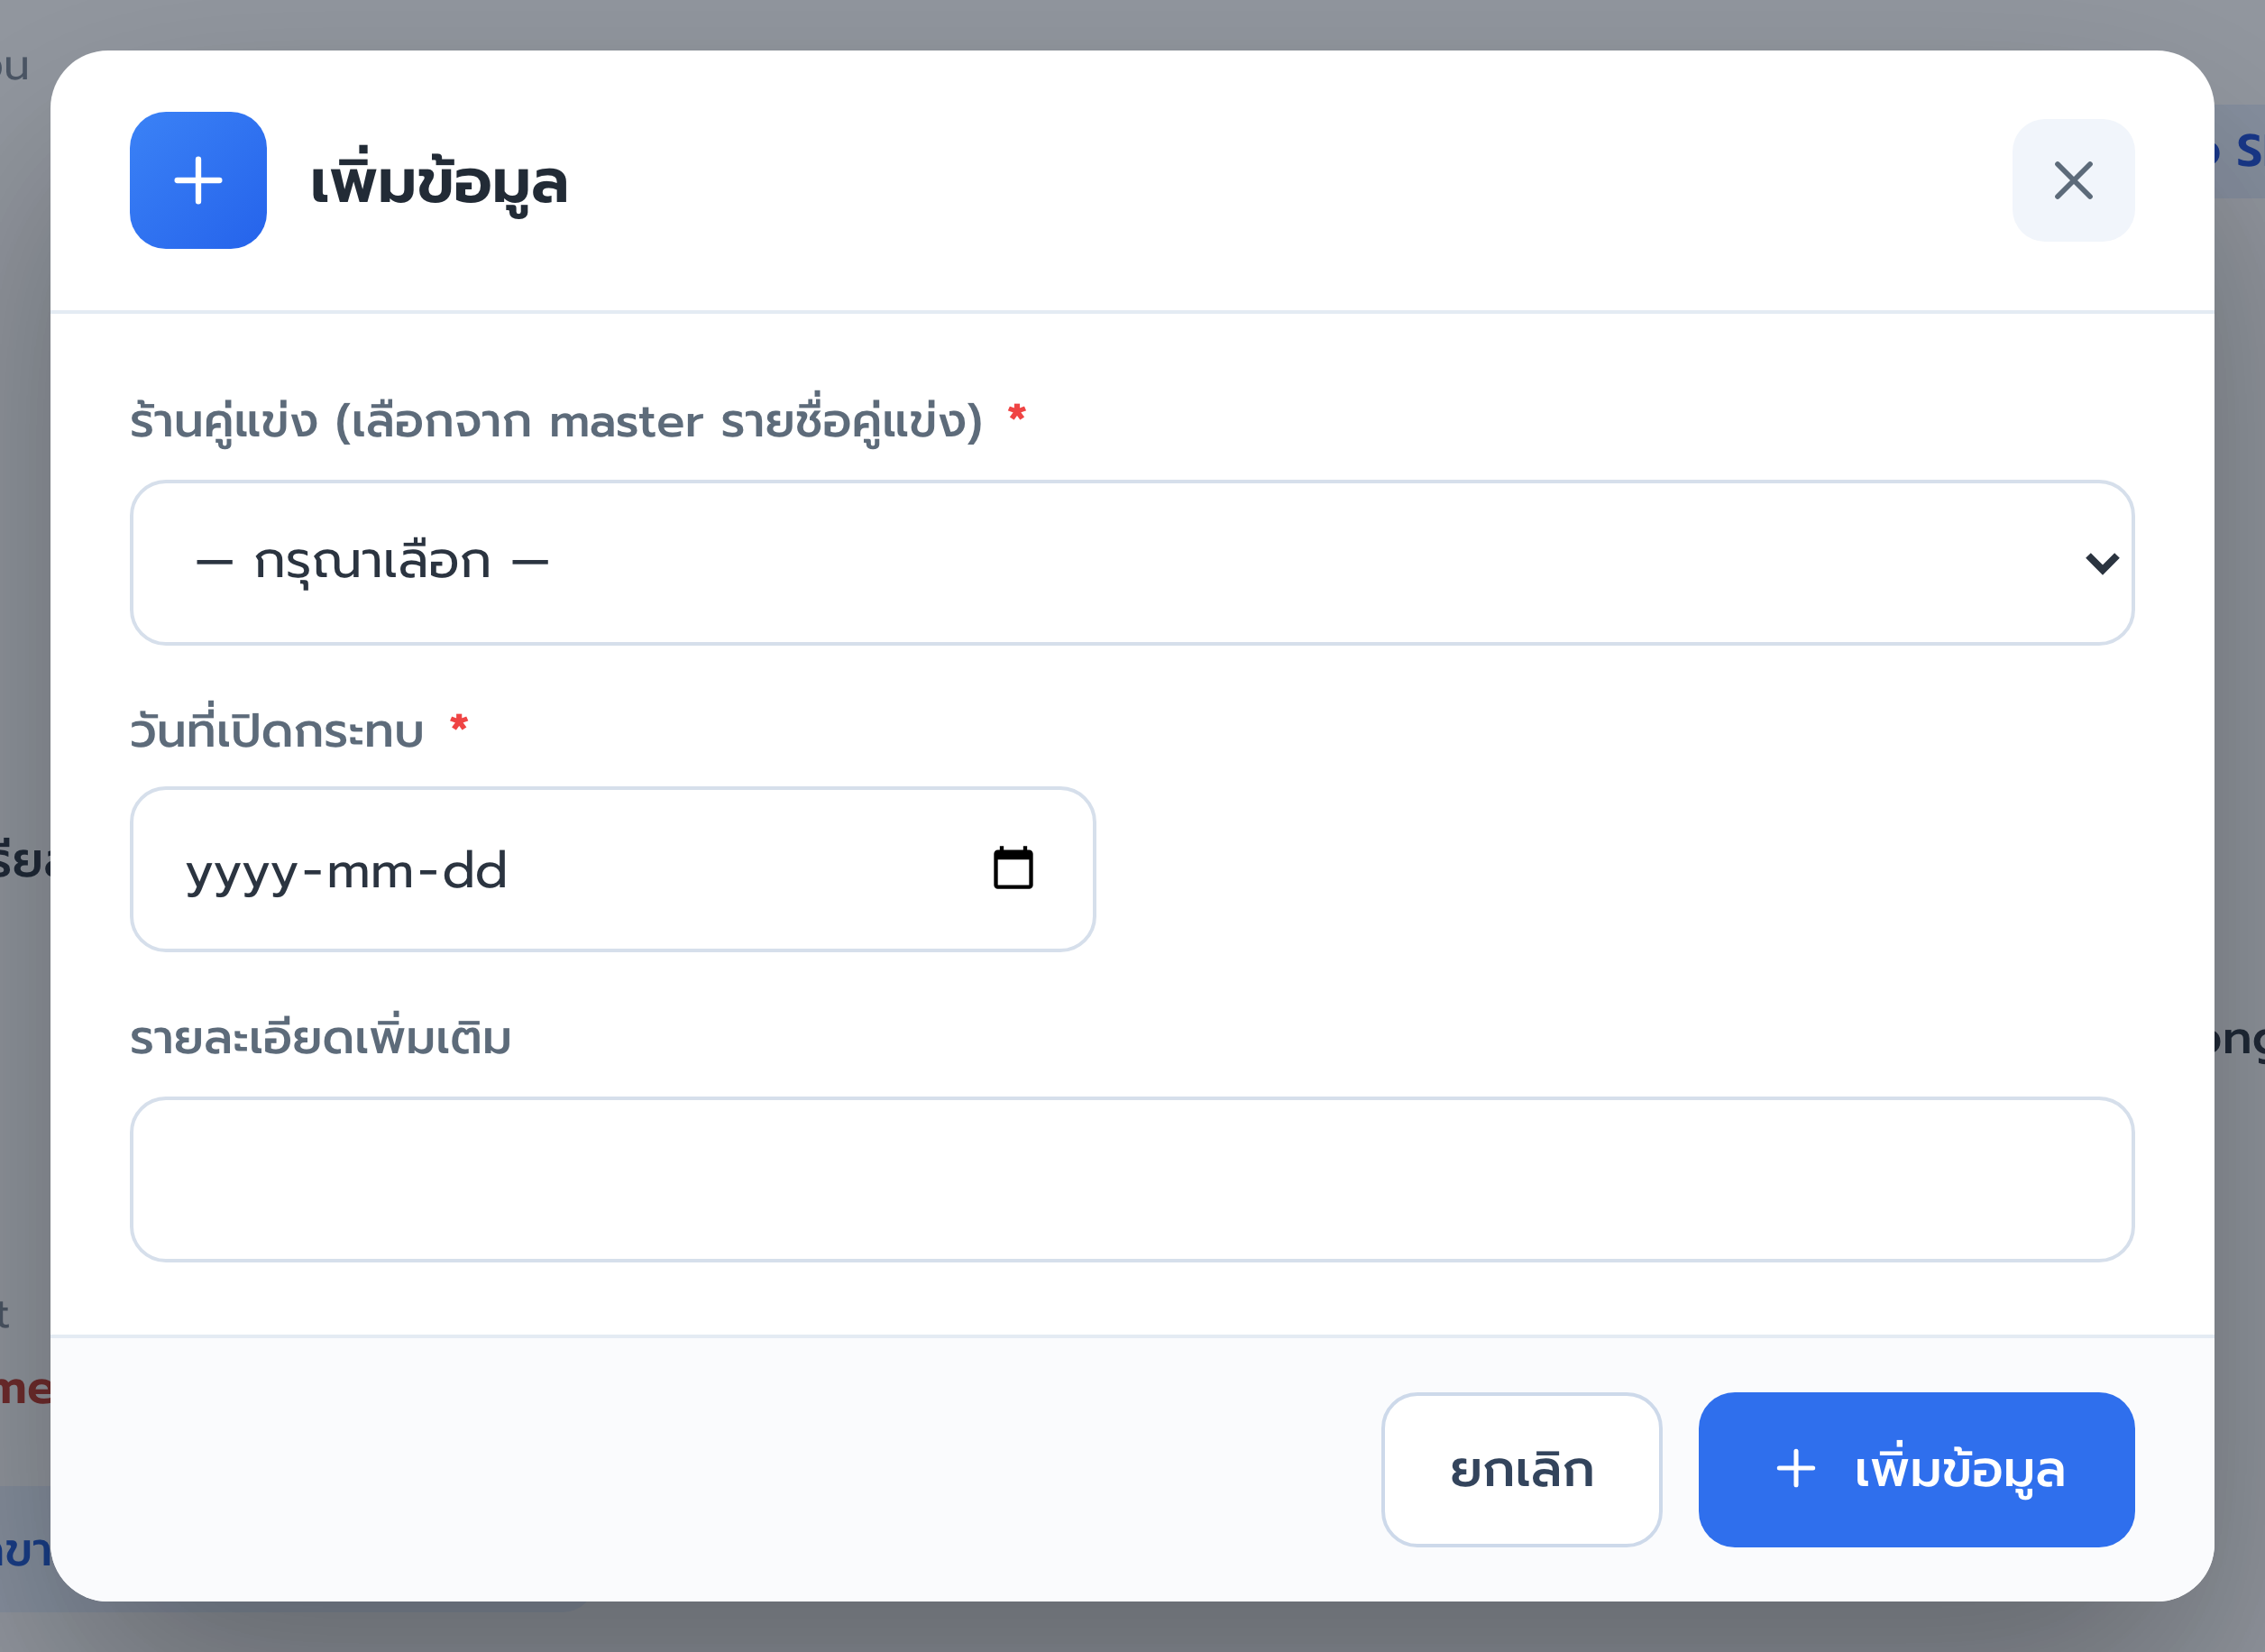 เพิ่มข้อมูล
ร้านคู่แข่ง (เลือกจาก master รายชื่อคู่แข่ง) *
— กรุณาเลือก —
วันที่เปิดกระทบ *
yyyy-mm-dd
รายละเอียดเพิ่มเติม
ยกเลิก
เพิ่มข้อมูล